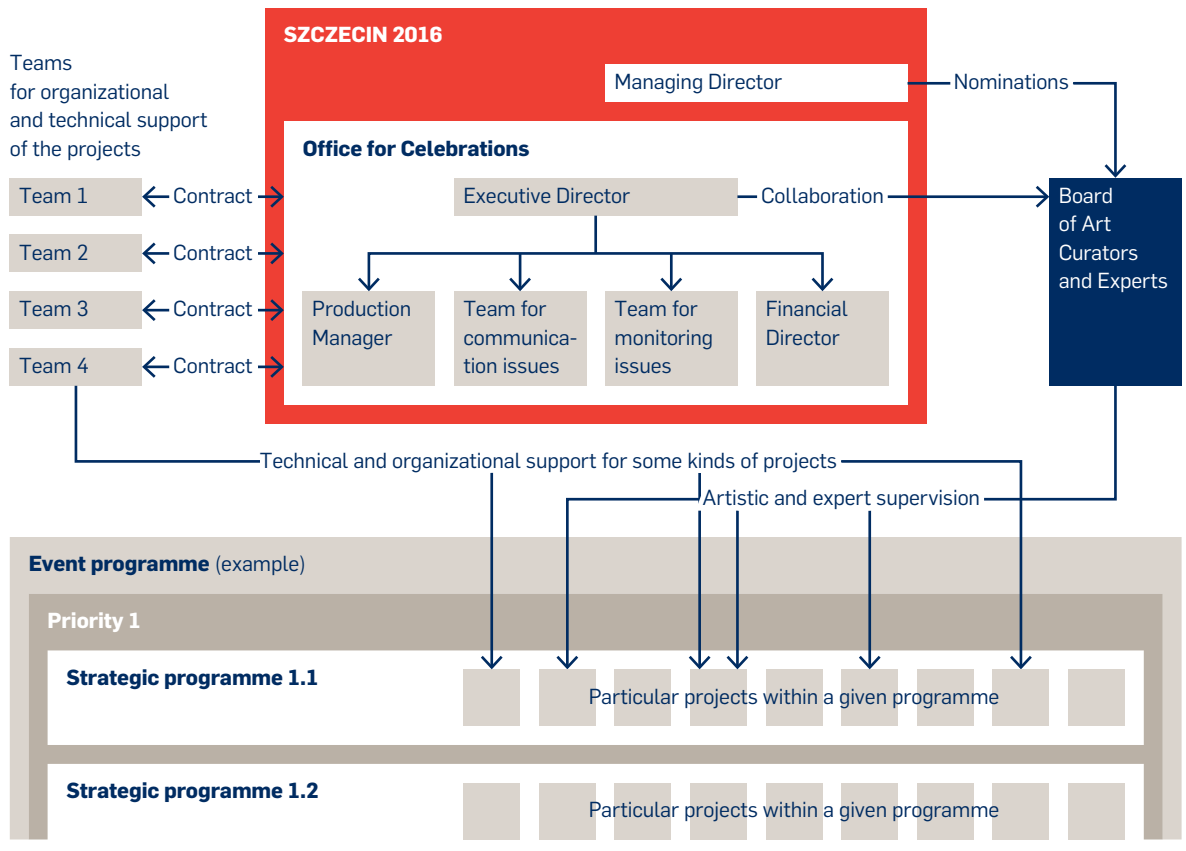 SZCZECIN 2016
Teams
for organizational
and technical support
of the projects
Managing Director
Nominations
Office for Celebrations
Team 1
Contract
Executive Director
Collaboration
Board
of Art
Curators
and Experts
Team 2
Contract
Team 3
Contract
Team 4
Contract
Production
Manager
Team for
communica-
tion issues
Team for
monitoring
issues
Financial
Director
Technical and organizational support for some kinds of projects
Artistic and expert supervision
Event programme (example)
Priority 1
Strategic programme 1.1
Particular projects within a given programme
Strategic programme 1.2
Particular projects within a given programme